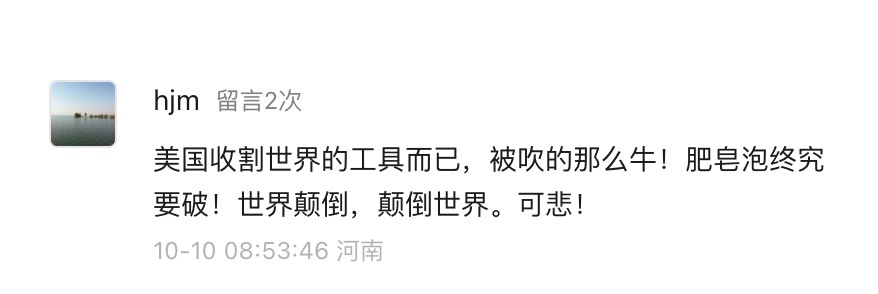 hjm 留言2次
美国收割世界的工具而已，被吹的那么牛！肥皂泡终究
要破！世界颠倒，颠倒世界。可悲！
10-10 08:53:46 河南